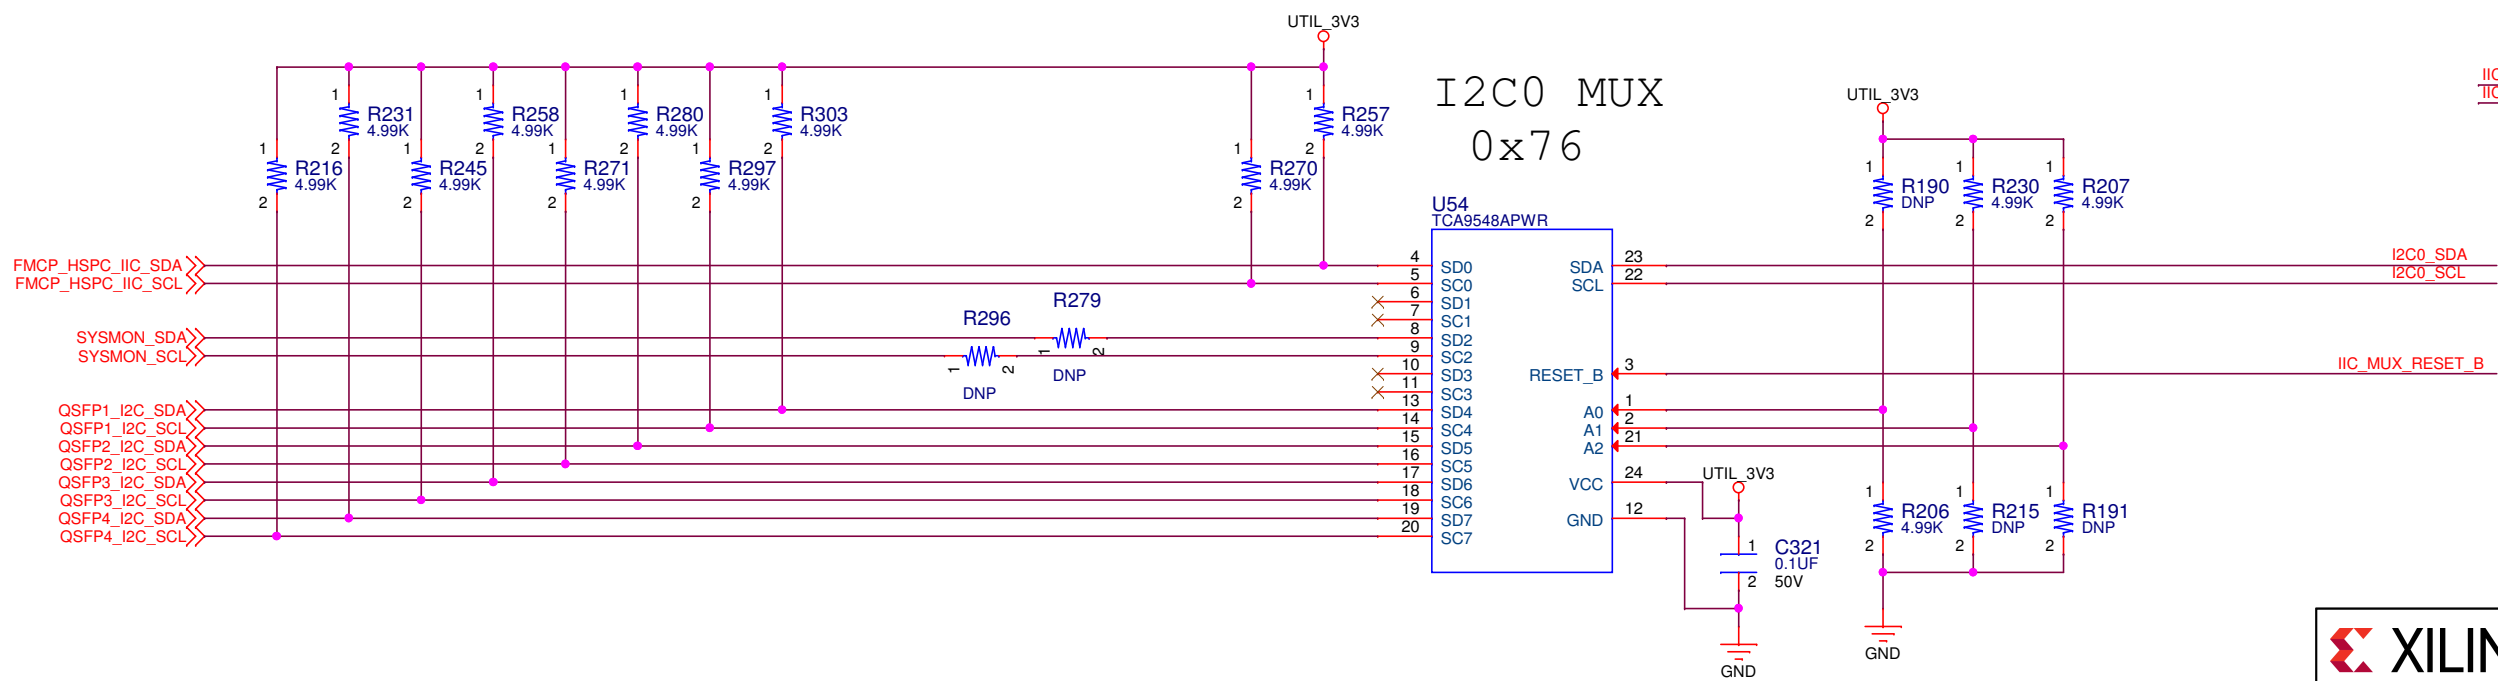 UTIL_3V3
I2C0 MUX
0x76
UTIL_3V3
IIC
IIC
1
R231
4.99K
2
1
R258
4.99K
2
1
R280
4.99K
2
1
R303
4.99K
2
1
R257
4.99K
2
1
R216
4.99K
2
1
R245
4.99K
2
1
R271
4.99K
2
1
R297
4.99K
2
1
R270
4.99K
2
1
R190
DNP
2
1
R230
4.99K
2
1
R207
4.99K
2
U54
TCA9548APWR
FMCP_HSPC_IIC_SDA
FMCP_HSPC_IIC_SCL
SYSMON_SDA
SYSMON_SCL
QSFP1_I2C_SDA
QSFP1_I2C_SCL
QSFP2_I2C_SDA
QSFP2_I2C_SCL
QSFP3_I2C_SDA
QSFP3_I2C_SCL
QSFP4_I2C_SDA
QSFP4_I2C_SCL
R296
1
2
DNP
R279
1
2
DNP
4 SD0
5 SC0
6 SD1
7 SC1
8 SD2
9 SC2
10 SD3
11 SC3
13 SD4
14 SC4
15 SD5
16 SC5
17 SD6
18 SC6
19 SD7
20 SC7
SDA 23
SCL 22
RESET_B 3
A0 1
A1 2
A2 21
VCC 24
GND 12
I2C0_SDA
I2C0_SCL
IIC_MUX_RESET_B
UTIL_3V3
1
C321
0.1UF
2
50V
GND
1
R206
4.99K
2
1
R215
DNP
2
1
R191
DNP
2
GND
XILIN